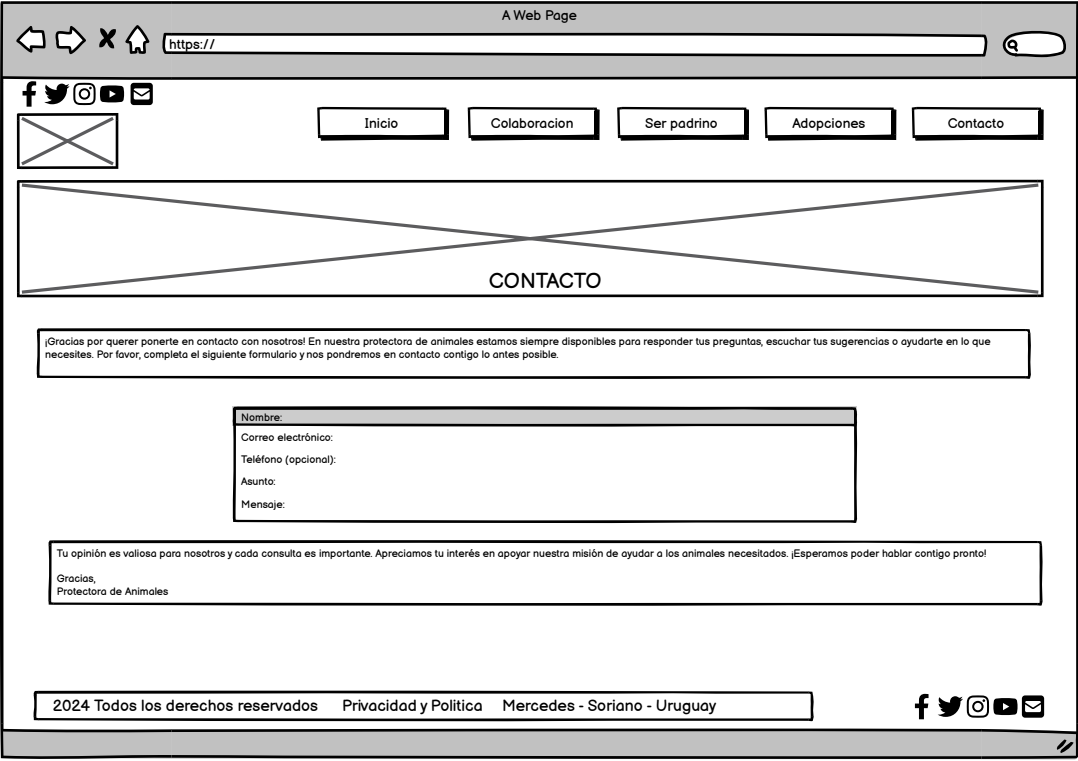 A Web Page
https://
Inicio
Colaboracion
Ser padrino
Adopciones
Contacto
CONTACTO
¡Gracias por querer ponerte en contacto con nosotros! En nuestra protectora de animales estamos siempre disponibles para responder tus preguntas, escuchar tus sugerencias o ayudarte en lo que
necesites. Por favor, completa el siguiente formulario y nos pondremos en contacto contigo lo antes posible.
Nombre:
Correo electrónico:
Teléfono (opcional):
Asunto:
Mensaje:
Tu opinión es valiosa para nosotros y cada consulta es importante. Apreciamos tu interés en apoyar nuestra misión de ayudar a los animales necesitados. ¡Esperamos poder hablar contigo pronto!
Gracias,
Protectora de Animales
2024 Todos los derechos reservados Privacidad y Politica Mercedes - Soriano - Uruguay